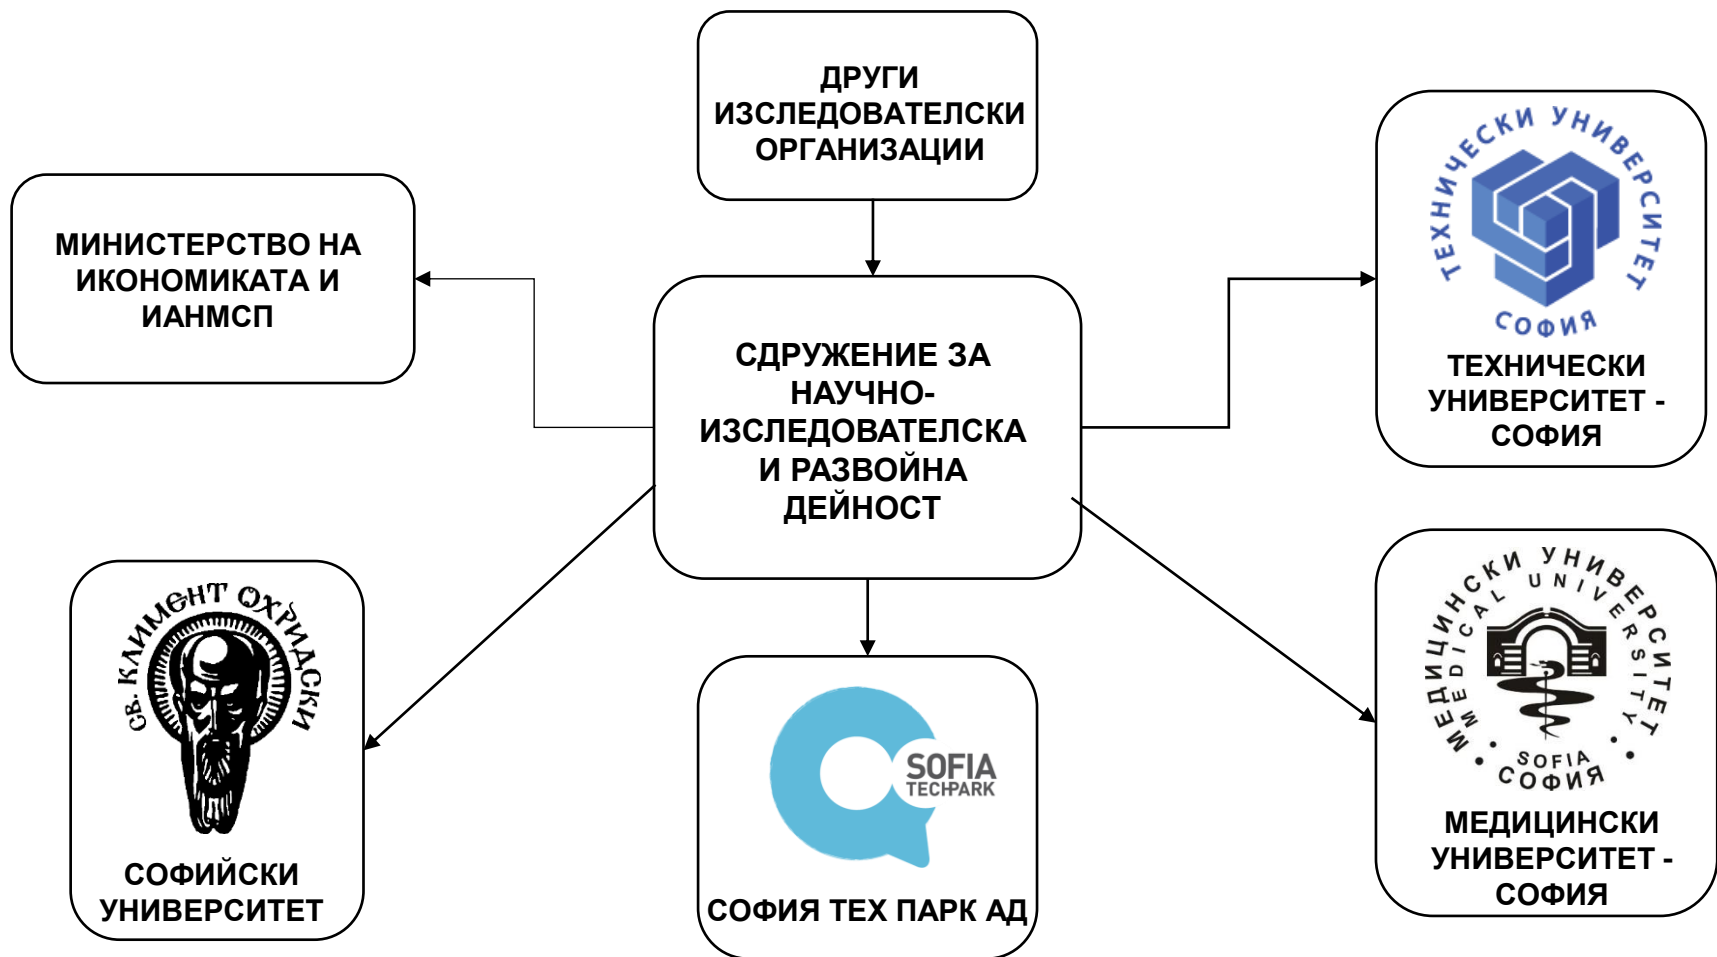 ДРУГИ
ИЗСЛЕДОВАТЕЛСКИ
ОРГАНИЗАЦИИ
МИНИСТЕРСТВО НА
ИКОНОМИКАТА И
ИАНМСП
СДРУЖЕНИЕ ЗА
НАУЧНО-
ИЗСЛЕДОВАТЕЛСКА
И РАЗВОЙНА
ДЕЙНОСТ
ТЕХНИЧЕСКИ УНИВЕРСИТЕТ
СОФИЯ
ТЕХНИЧЕСКИ
УНИВЕРСИТЕТ -
СОФИЯ
СВ. КЛИМЕНТ ОХРИДСКИ
СОФИЙСКИ
УНИВЕРСИТЕТ
SOFIA
TECHPARK
СОФИЯ ТЕХ ПАРК АД
МЕДИЦИНСКИ УНИВЕРСИТЕТ
MEDICAL UNIVERSITY
SOFIA
СОФИЯ
МЕДИЦИНСКИ
УНИВЕРСИТЕТ -
СОФИЯ